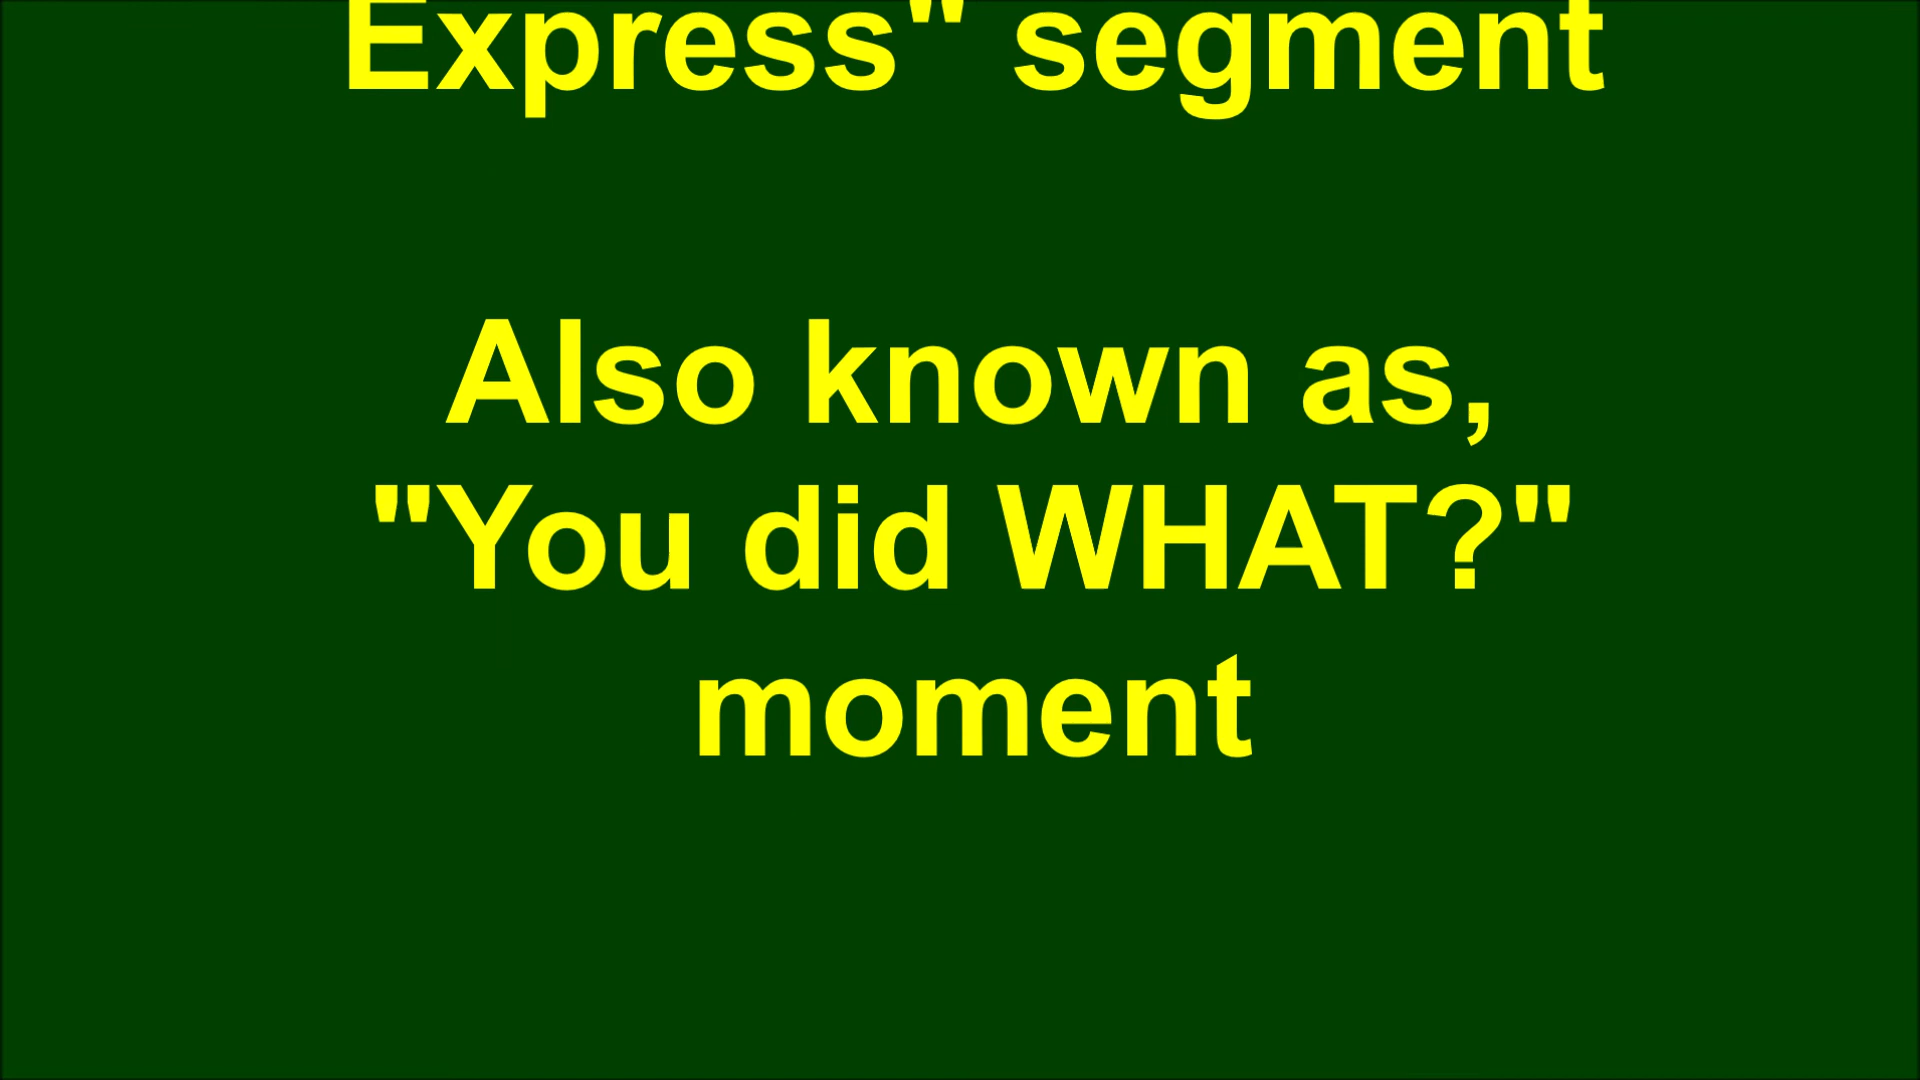 Express" segment
Also known as,
"You did WHAT?"
moment